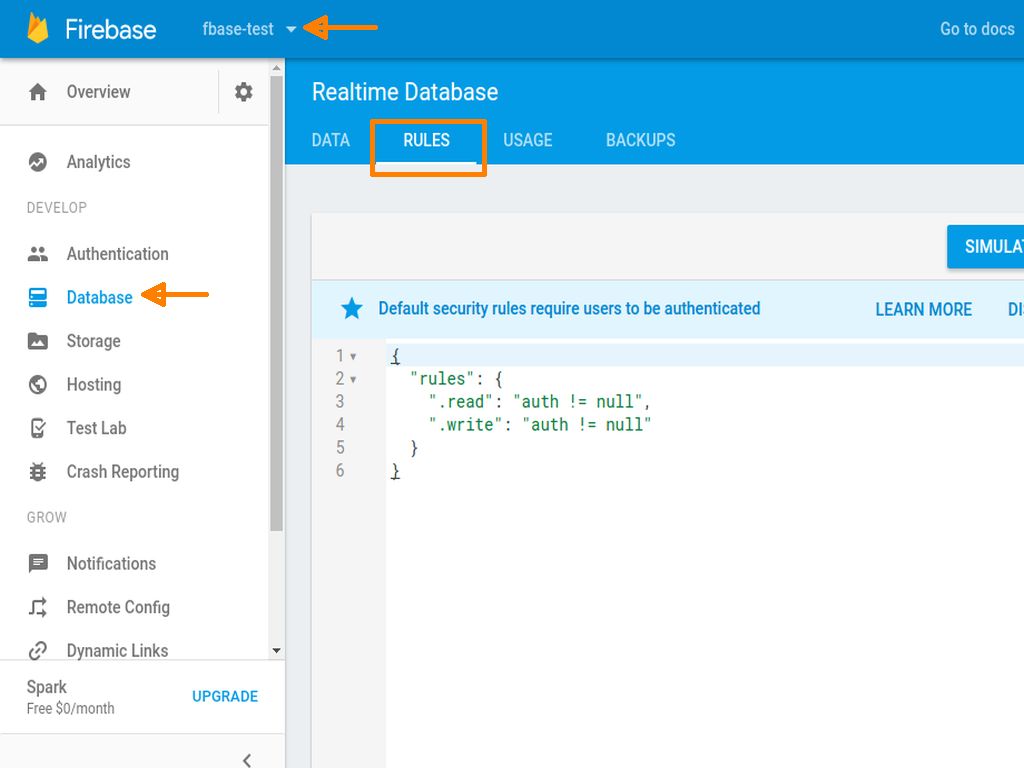 Firebase
fbase-test
Go to docs
Overview
Analytics
DEVELOP
Authentication
Database
Storage
Hosting
Test Lab
Crash Reporting
GROW
Notifications
Remote Config
Dynamic Links
Spark
Free $0/month
UPGRADE
Realtime Database
DATA RULES USAGE BACKUPS
SIMULAT
Default security rules require users to be authenticated
LEARN MORE
DI
1 {
2 "rules": {
3 ".read": "auth != null",
4 ".write": "auth != null"
5 }
6 }